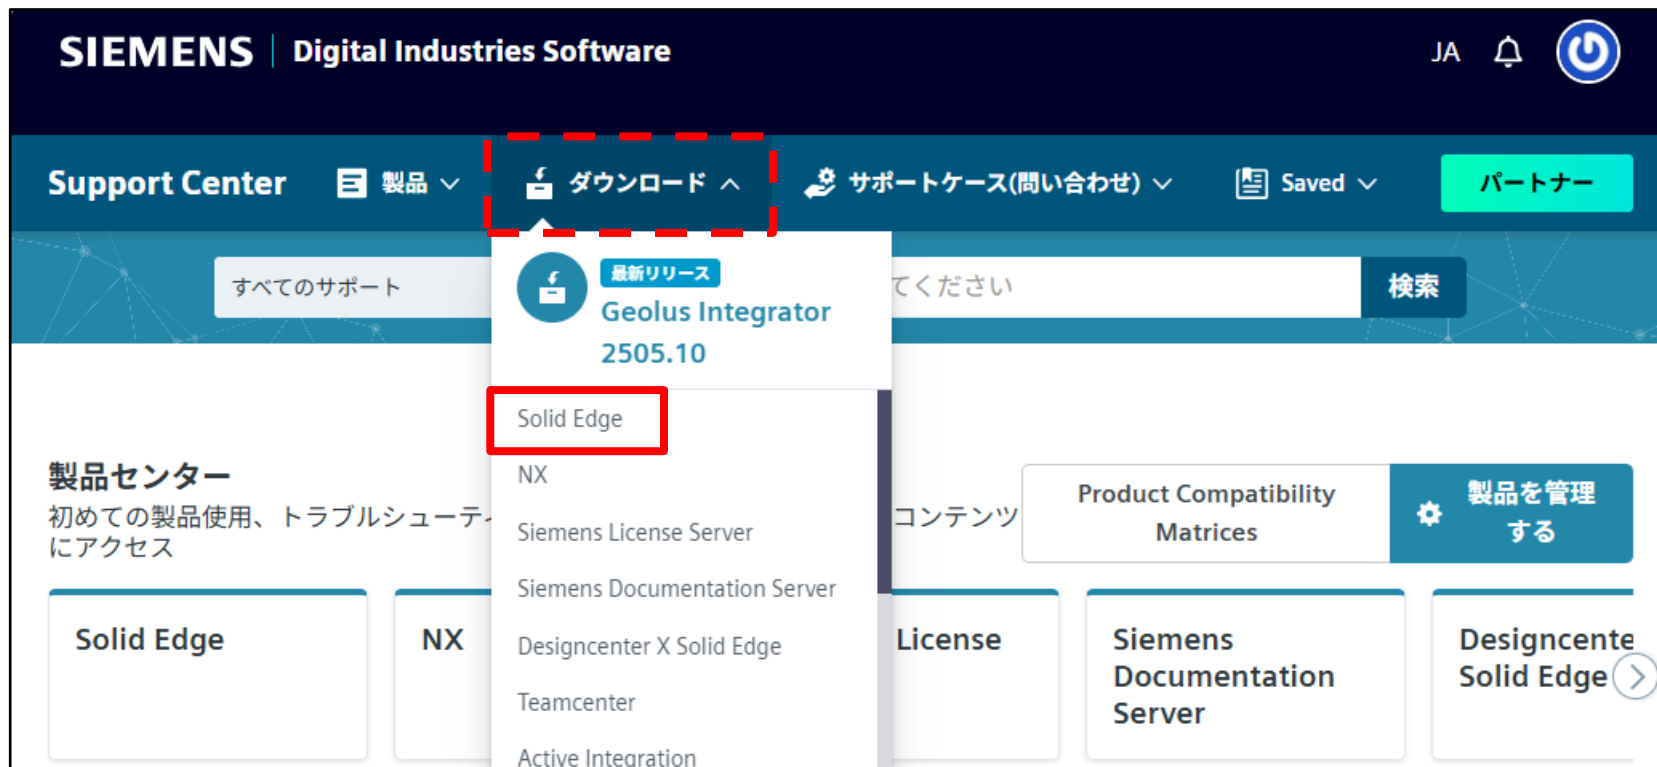 SIEMENS | Digital Industries Software
JA
Support Center
製品
ダウンロード
サポートケース(問い合わせ)
Saved
パートナー
すべてのサポート
てください
検索
最新リリース
Geolus Integrator
2505.10
Solid Edge
NX
Siemens License Server
Siemens Documentation Server
Designcenter X Solid Edge
Teamcenter
Active Integration
製品センター
初めての製品使用、トラブルシューテ
コンテンツ
にアクセス
Product Compatibility
Matrices
製品を管理
する
Solid Edge
NX
License
Siemens
Documentation
Server
Designcente
Solid Edge